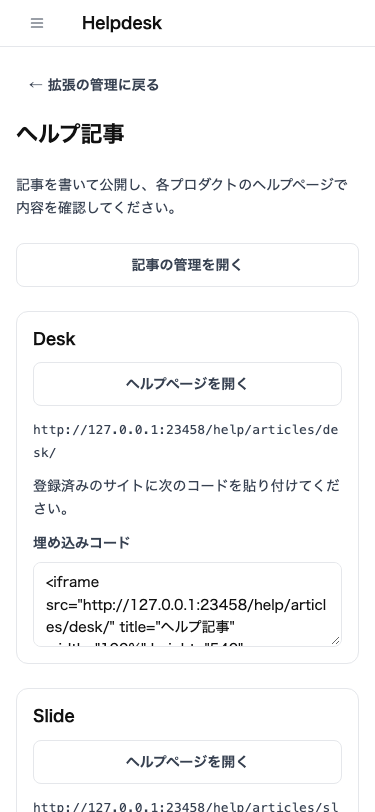 Helpdesk
← 拡張の管理に戻る
ヘルプ記事
記事を書いて公開し、各プロダクトのヘルプページで
内容を確認してください。
記事の管理を開く
Desk
ヘルプページを開く
http://127.0.0.1:23458/help/articles/de
sk/
登録済みのサイトに次のコードを貼り付けてくだ
さい。
埋め込みコード
<iframe
src="http://127.0.0.1:23458/help/articl
es/desk/" title="ヘルプ記事"
width="100%" height="540"
Slide
ヘルプページを開く
http://127.0.0.1:23458/help/articles/sl